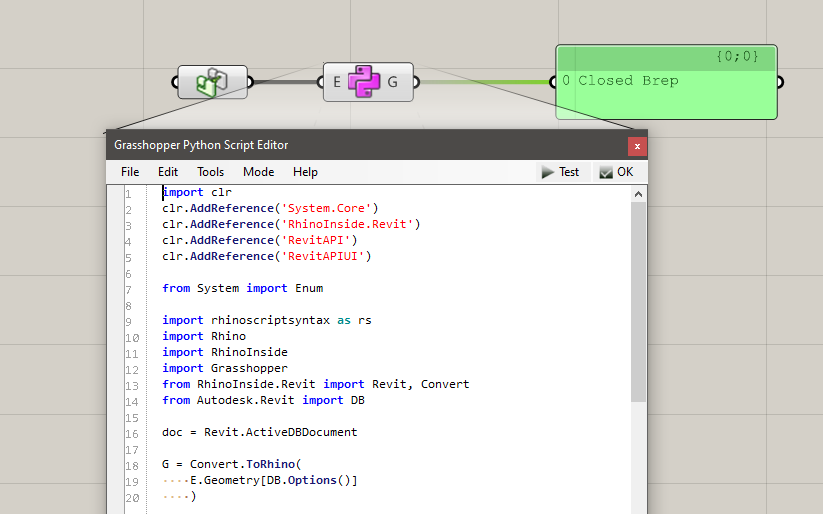 E G
{0;0}
0 Closed Brep
Grasshopper Python Script Editor
x
File Edit Tools Mode Help Test OK
1 import clr
2 clr.AddReference('System.Core')
3 clr.AddReference('RhinoInside.Revit')
4 clr.AddReference('RevitAPI')
5 clr.AddReference('RevitAPIUI')
6
7 from System import Enum
8
9 import rhinoscriptsyntax as rs
10 import Rhino
11 import RhinoInside
12 import Grasshopper
13 from RhinoInside.Revit import Revit, Convert
14 from Autodesk.Revit import DB
15
16 doc = Revit.ActiveDBDocument
17
18 G = Convert.ToRhino(
19 ····E.Geometry[DB.Options()]
20 ····)